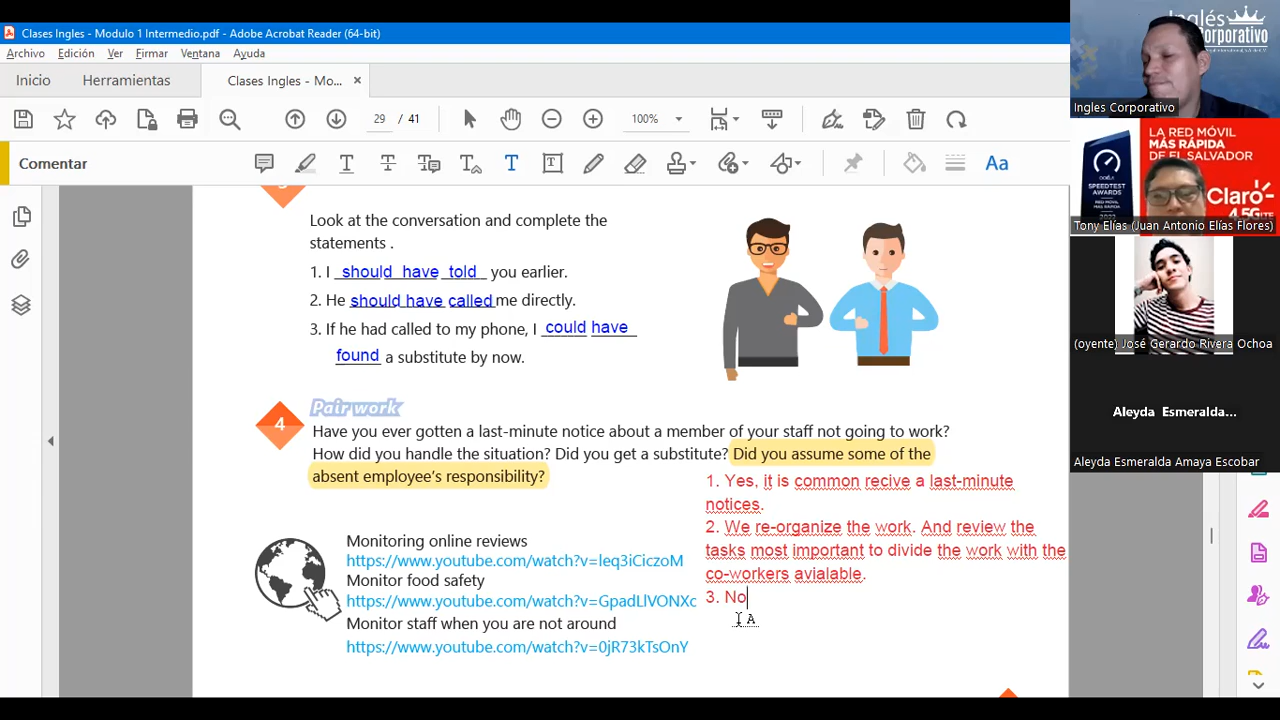 Clases Ingles - Modulo 1 Intermedio.pdf - Adobe Acrobat Reader (64-bit)
Archivo Edición Ver Firmar Ventana Ayuda
Inicio Herramientas Clases Ingles - Mo...
29 / 41 100%
Comentar
Look at the conversation and complete the
statements .
1. I should have told you earlier.
2. He should have called me directly.
3. If he had called to my phone, I could have
found a substitute by now.
Pair work
4
Have you ever gotten a last-minute notice about a member of your staff not going to work?
How did you handle the situation? Did you get a substitute? Did you assume some of the
absent employee's responsibility?
1. Yes, it is common recive a last-minute
notices.
2. We re-organize the work. And review the
tasks most important to divide the work with the
co-workers avialable.
3. No
Monitoring online reviews
https://www.youtube.com/watch?v=Ieq3iCiczoM
Monitor food safety
https://www.youtube.com/watch?v=GpadLlVONXc
Monitor staff when you are not around
https://www.youtube.com/watch?v=0jR73kTsOnY
Inglés
Corporativo
Ingles Corporativo
SPEEDTEST
AWARDS
LA RED MÓVIL
MÁS RÁPIDA
DE EL SALVADOR
Claro
4.5G LTE
Tony Elías (Juan Antonio Elías Flores)
(oyente) José Gerardo Rivera Ochoa
Aleyda Esmeralda...
Aleyda Esmeralda Amaya Escobar